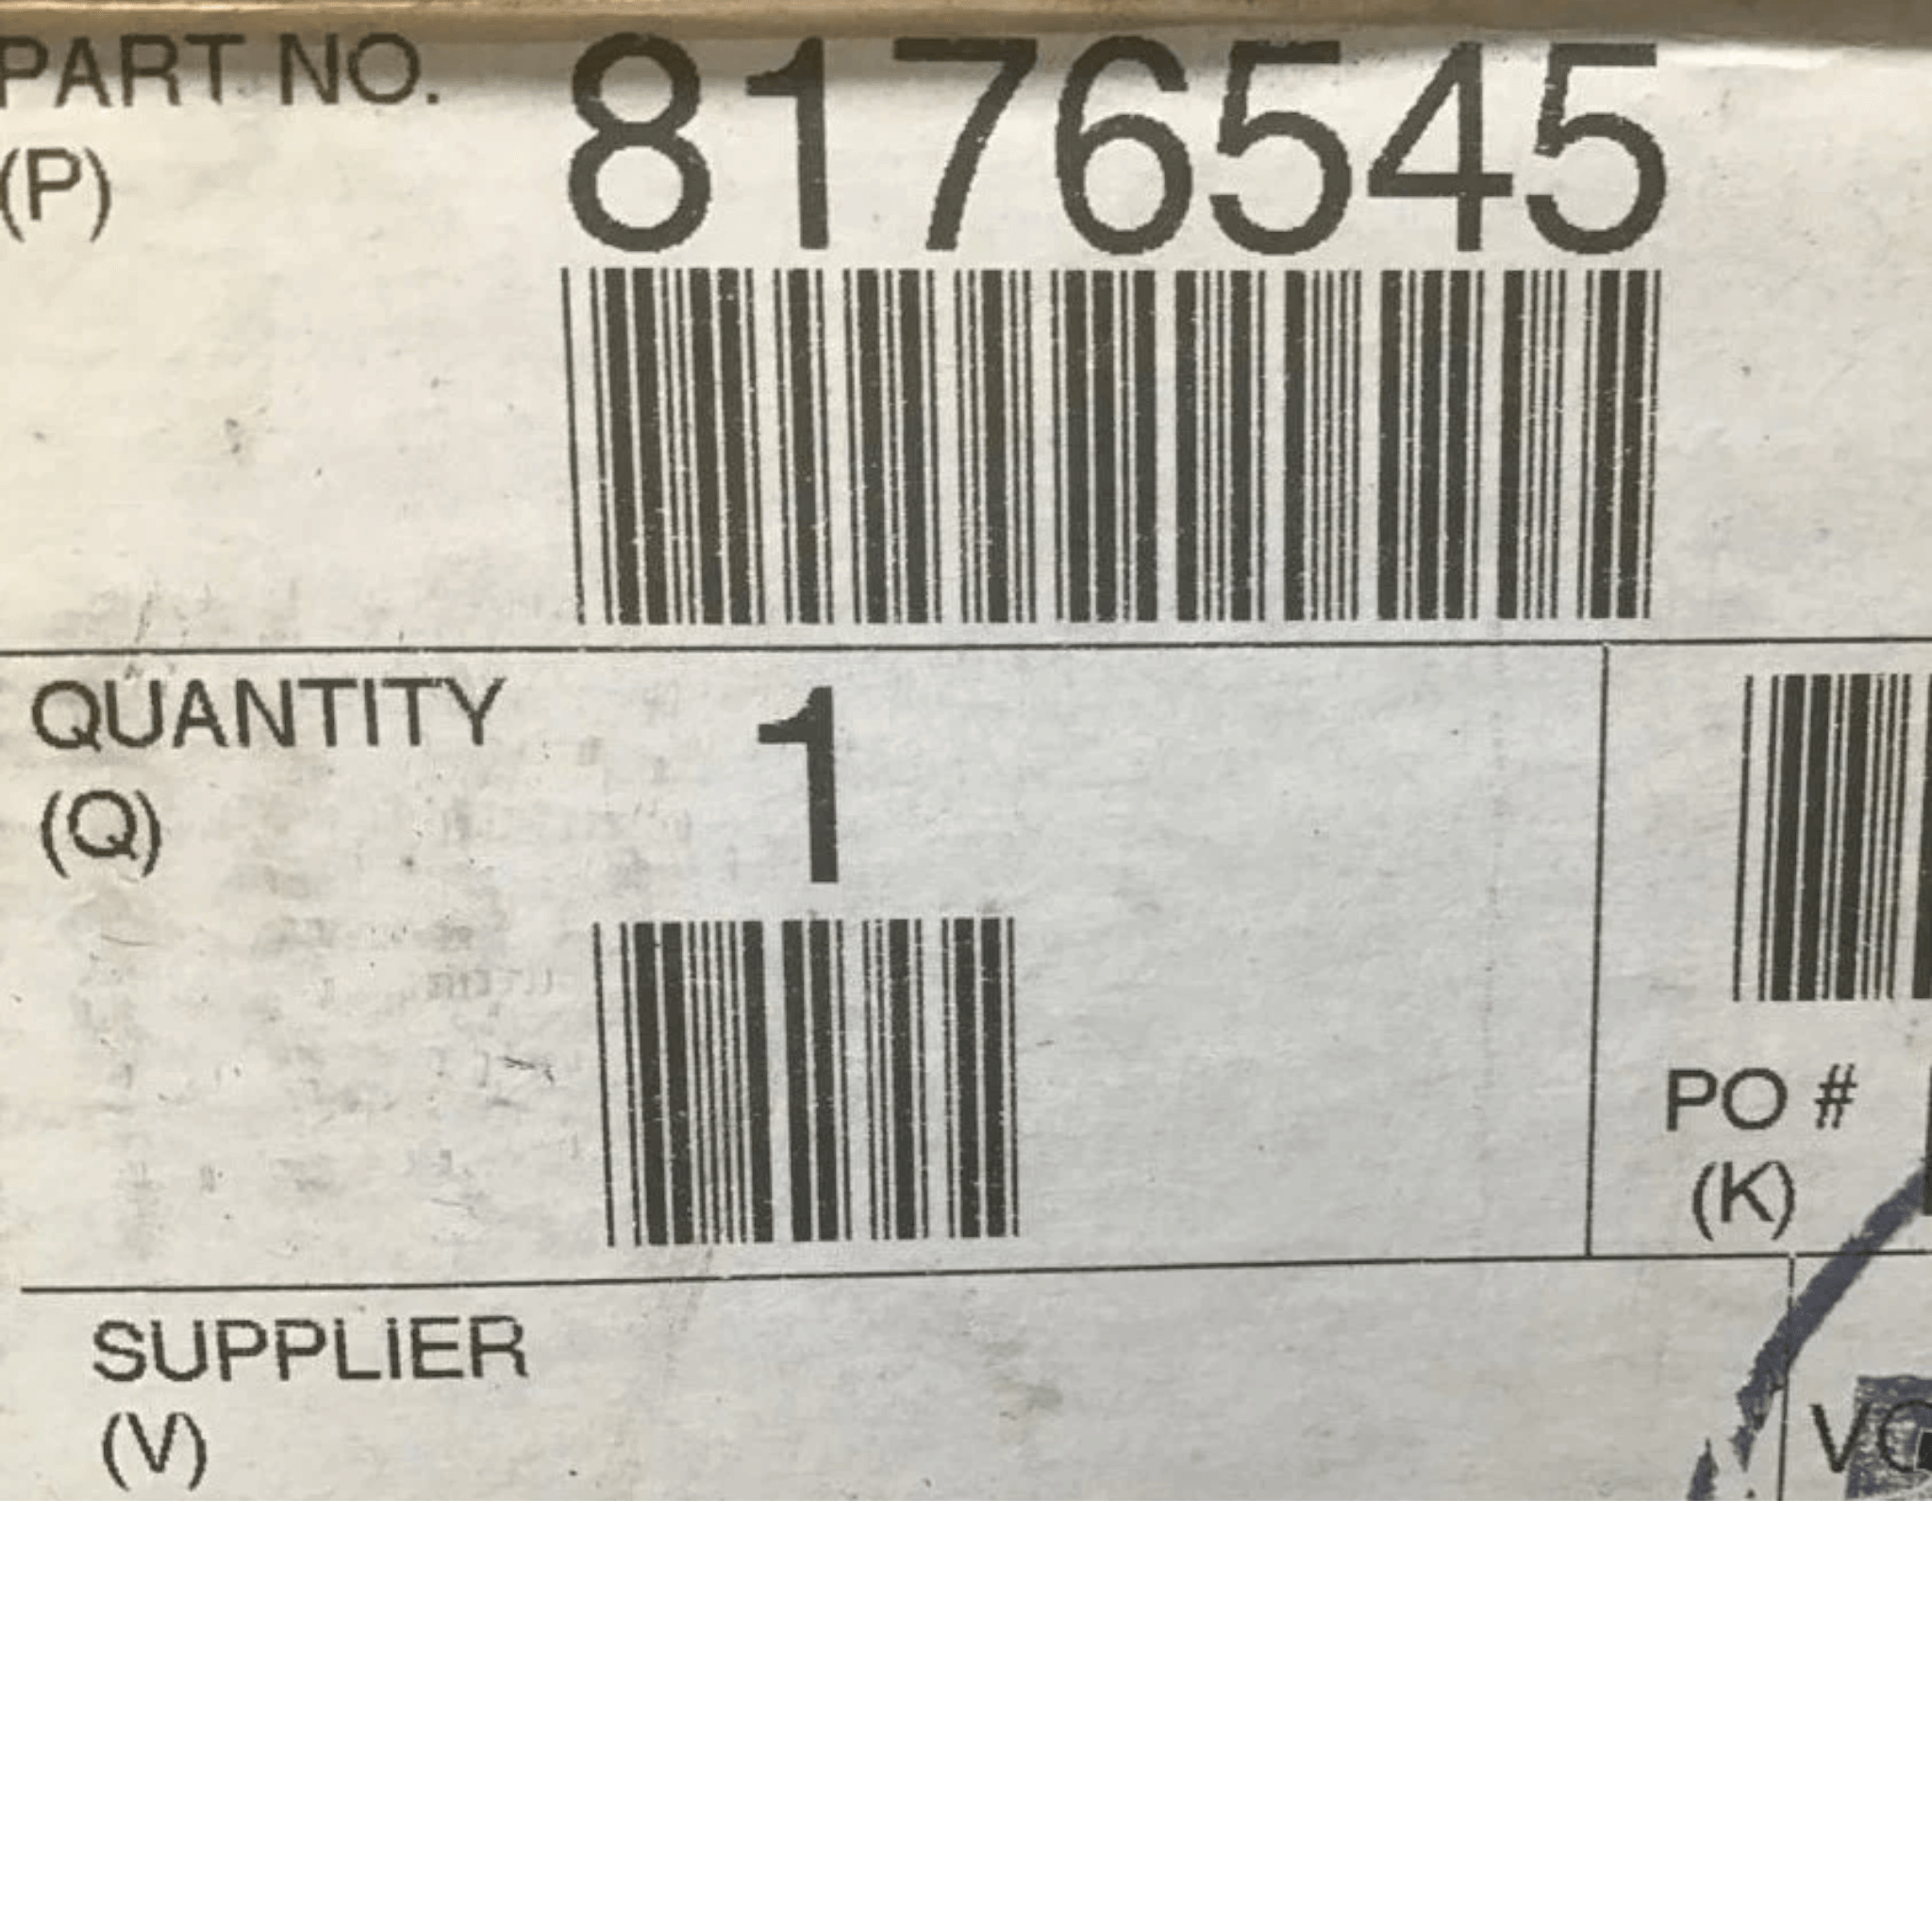 PART NO. 8176545
(P)
QUANTITY 1
(Q)
PO #
(K)
SUPPLIER
(V)